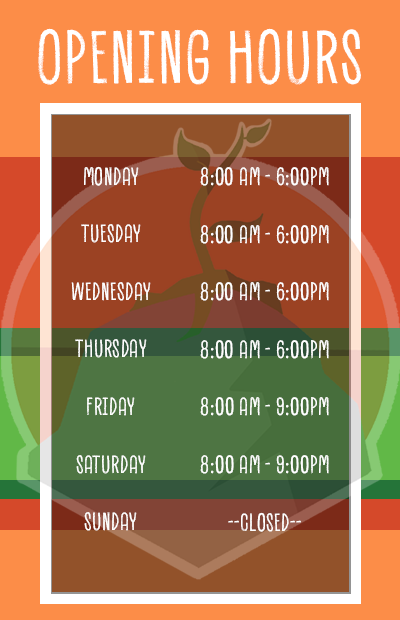 OPENING HOURS
MONDAY 8:00 AM - 6:00PM
TUESDAY 8:00 AM - 6:00PM
WEDNESDAY 8:00 AM - 6:00PM
THURSDAY 8:00 AM - 6:00PM
FRIDAY 8:00 AM - 9:00PM
SATURDAY 8:00 AM - 9:00PM
SUNDAY --CLOSED--